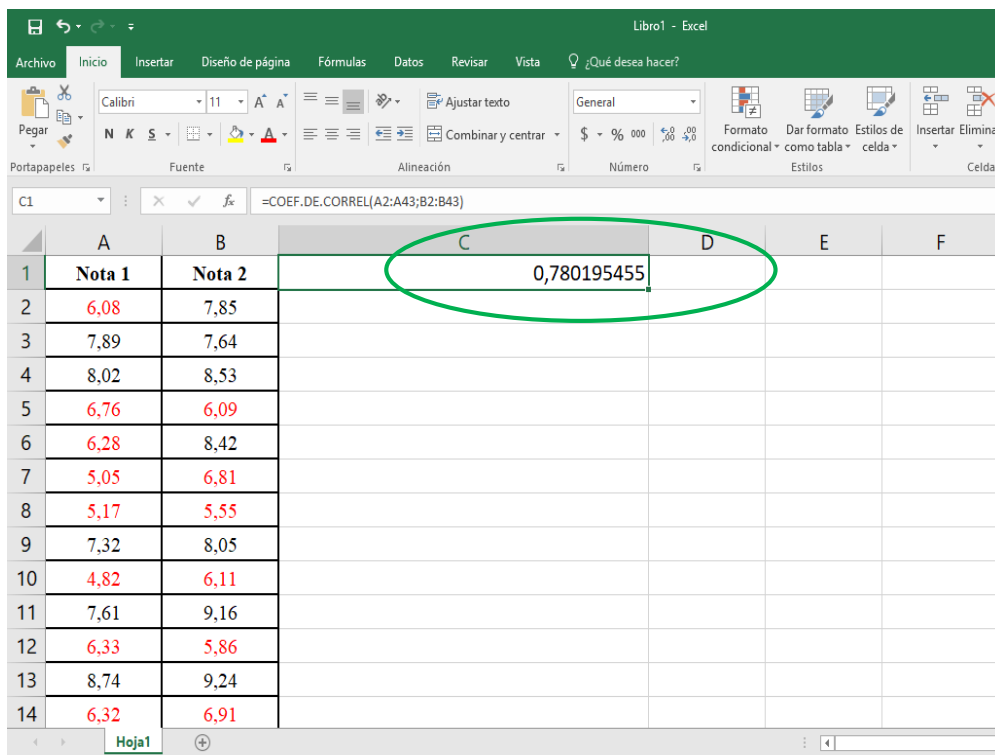 Libro1 - Excel
Archivo Inicio Insertar Diseño de página Fórmulas Datos Revisar Vista ¿Qué desea hacer?
Calibri 11 A A Ajustar texto General
Pegar N K S A Combinar y centrar $ % 000 ,00 ,0 ,00 ,0 Formato condicional Dar formato como tabla Estilos de celda Insertar Elimina
Portapapeles Fuente Alineación Número Estilos Celda
C1 fx =COEF.DE.CORREL(A2:A43;B2:B43)
A B C D E F
1 Nota 1 Nota 2 0,780195455
2 6,08 7,85
3 7,89 7,64
4 8,02 8,53
5 6,76 6,09
6 6,28 8,42
7 5,05 6,81
8 5,17 5,55
9 7,32 8,05
10 4,82 6,11
11 7,61 9,16
12 6,33 5,86
13 8,74 9,24
14 6,32 6,91
Hoja1